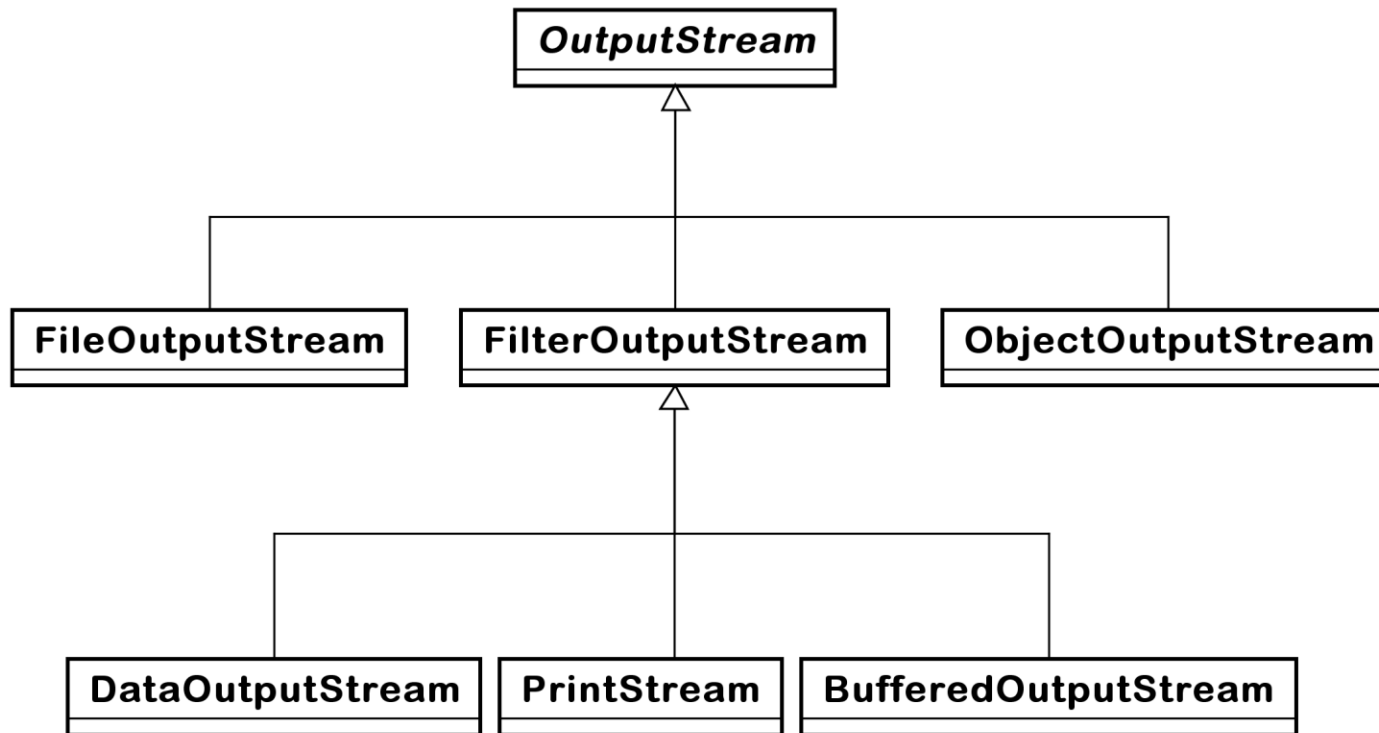 OutputStream
FileOutputStream
FilterOutputStream
ObjectOutputStream
DataOutputStream
PrintStream
BufferedOutputStream